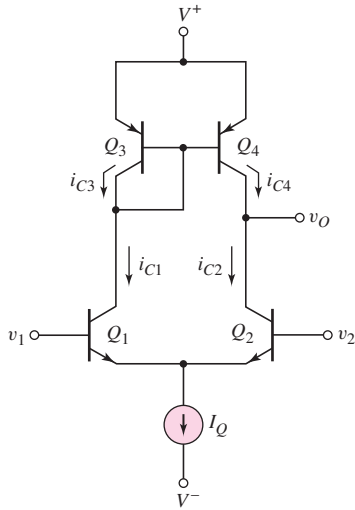 V+
Q3 Q4
iC3 iC4
vO
iC1 iC2
v1 Q1 Q2 v2
IQ
V−